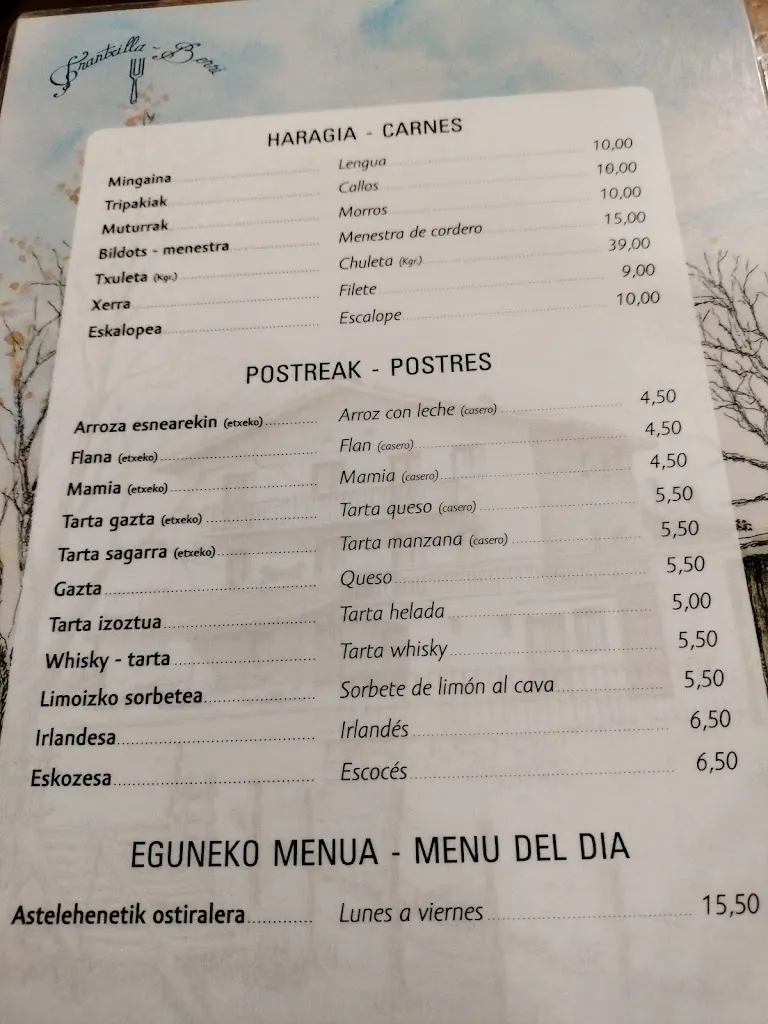 Frantxilla - Berri
HARAGIA - CARNES
Mingaina Lengua 10,00
Tripakiak Callos 10,00
Muturrak Morros 10,00
Bildots - menestra Menestra de cordero 15,00
Txuleta (Kgr.) Chuleta (Kgr.) 39,00
Xerra Filete 9,00
Eskalopea Escalope 10,00
POSTREAK - POSTRES
Arroza esnearekin (etxeko) Arroz con leche (casero) 4,50
Flana (etxeko) Flan (casero) 4,50
Mamia (etxeko) Mamia (casero) 4,50
Tarta gazta (etxeko) Tarta queso (casero) 5,50
Tarta sagarra (etxeko) Tarta manzana (casero) 5,50
Gazta Queso 5,50
Tarta izoztua Tarta helada 5,00
Whisky - tarta Tarta whisky 5,50
Limoizko sorbetea Sorbete de limón al cava 5,50
Irlandesa Irlandés 6,50
Eskozesa Escocés 6,50
EGUNEKO MENUA - MENU DEL DIA
Astelehenetik ostiralera Lunes a viernes 15,50